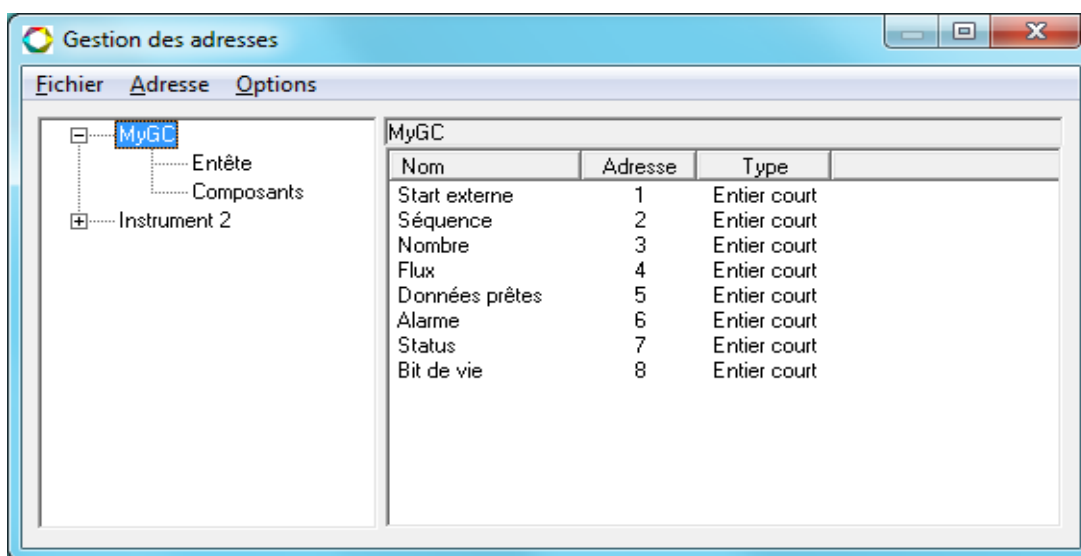 Gestion des adresses
Fichier Adresse Options
MyGC
Entête
Composants
Instrument 2
MyGC
Nom Adresse Type
Start externe 1 Entier court
Séquence 2 Entier court
Nombre 3 Entier court
Flux 4 Entier court
Données prêtes 5 Entier court
Alarme 6 Entier court
Status 7 Entier court
Bit de vie 8 Entier court